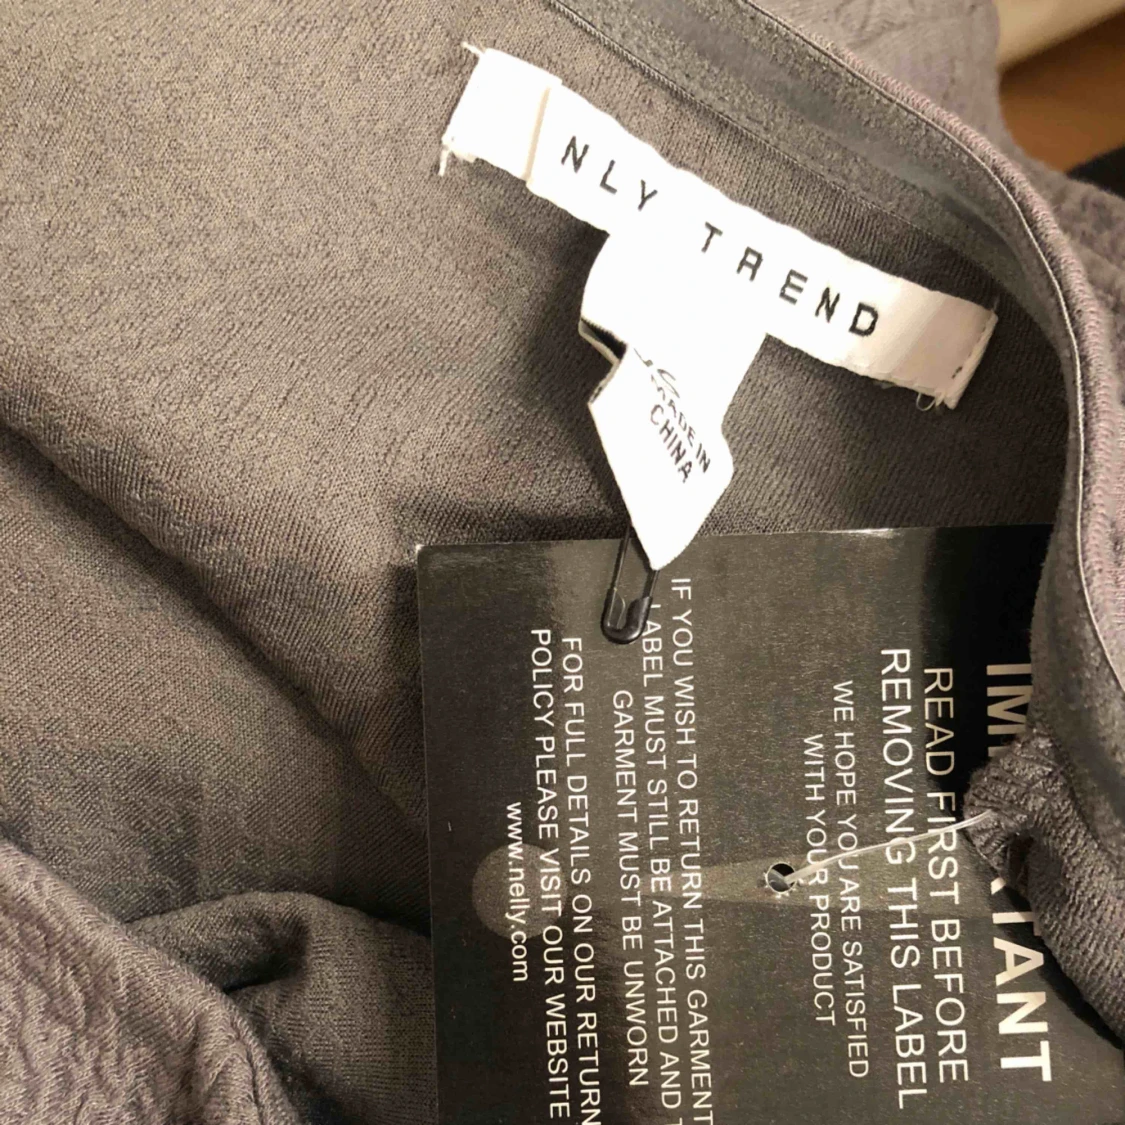 NLY TREND
S
MADE IN
CHINA
READ FIRST BEFORE
REMOVING THIS LABEL
WE HOPE YOU ARE SATISFIED
WITH YOUR PRODUCT
IF YOU WISH TO RETURN THIS GARMENT
LABEL MUST STILL BE ATTACHED AND
GARMENT MUST BE UNWORN
FOR FULL DETAILS ON OUR RETURN
POLICY PLEASE VISIT OUR WEBSITE
www.nelly.com